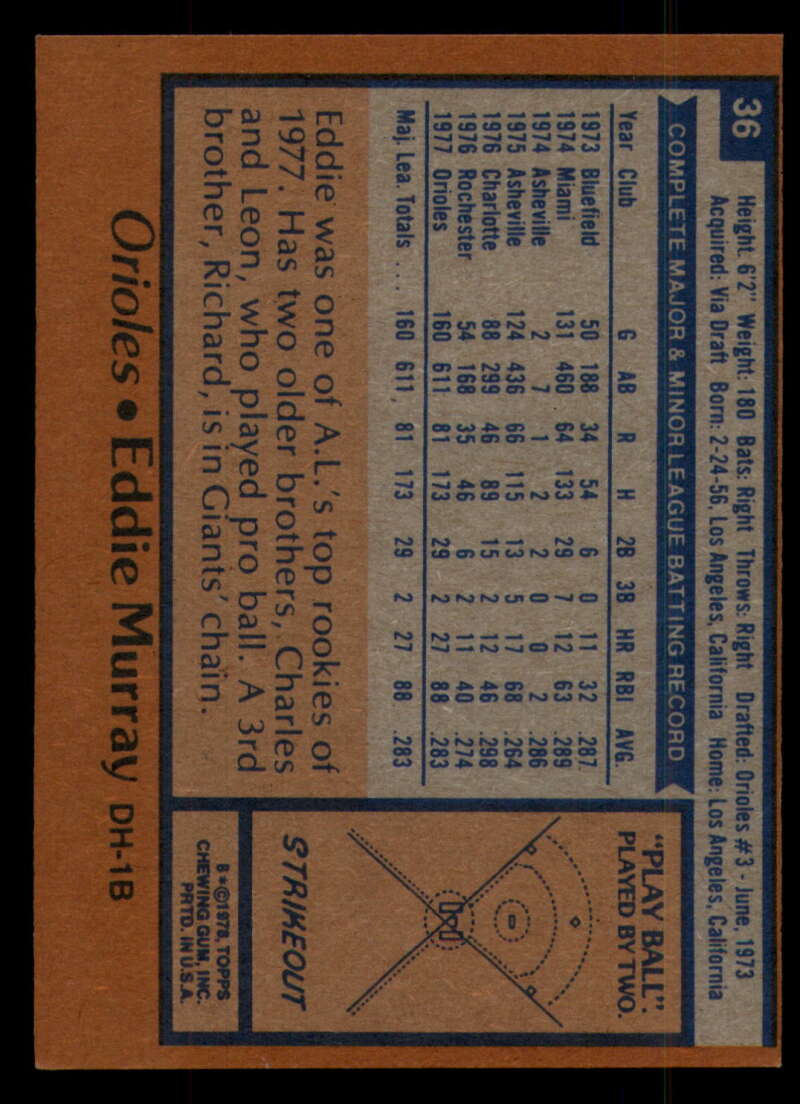 36
Height: 6'2" Weight: 180 Bats: Right Throws: Right Drafted: Orioles #3 - June, 1973
Acquired: Via Draft Born: 2-24-56, Los Angeles, California Home: Los Angeles, California
COMPLETE MAJOR & MINOR LEAGUE BATTING RECORD
Year Club G AB R H 2B 3B HR RBI AVG.
1973 Bluefield 50 188 34 54 6 0 11 32 .287
1974 Miami 131 460 64 133 29 7 12 63 .289
1974 Asheville 2 7 1 2 2 0 0 2 .286
1975 Asheville 124 436 66 115 13 5 17 68 .264
1976 Charlotte 88 299 46 89 15 2 12 46 .298
1976 Rochester 54 168 35 46 6 2 11 40 .274
1977 Orioles 160 611 81 173 29 2 27 88 .283
Maj. Lea. Totals .... 160 611 81 173 29 2 27 88 .283
Eddie was one of A.L.'s top rookies of
1977. Has two older brothers, Charles
and Leon, who played pro ball. A 3rd
brother, Richard, is in Giants' chain.
Orioles • Eddie Murray DH-1B
"PLAY BALL".
PLAYED BY TWO.
STRIKEOUT
B*©1978, TOPPS
CHEWING GUM, INC.
PRTD. IN U.S.A.